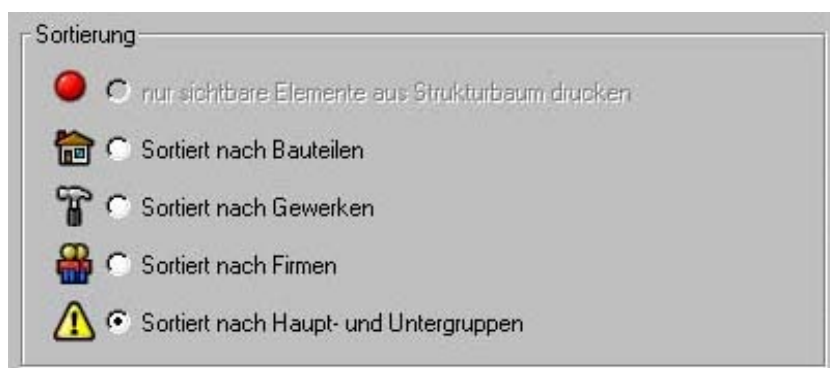 Sortierung
nur sichtbare Elemente aus Strukturbaum drucken
Sortiert nach Bauteilen
Sortiert nach Gewerken
Sortiert nach Firmen
Sortiert nach Haupt- und Untergruppen